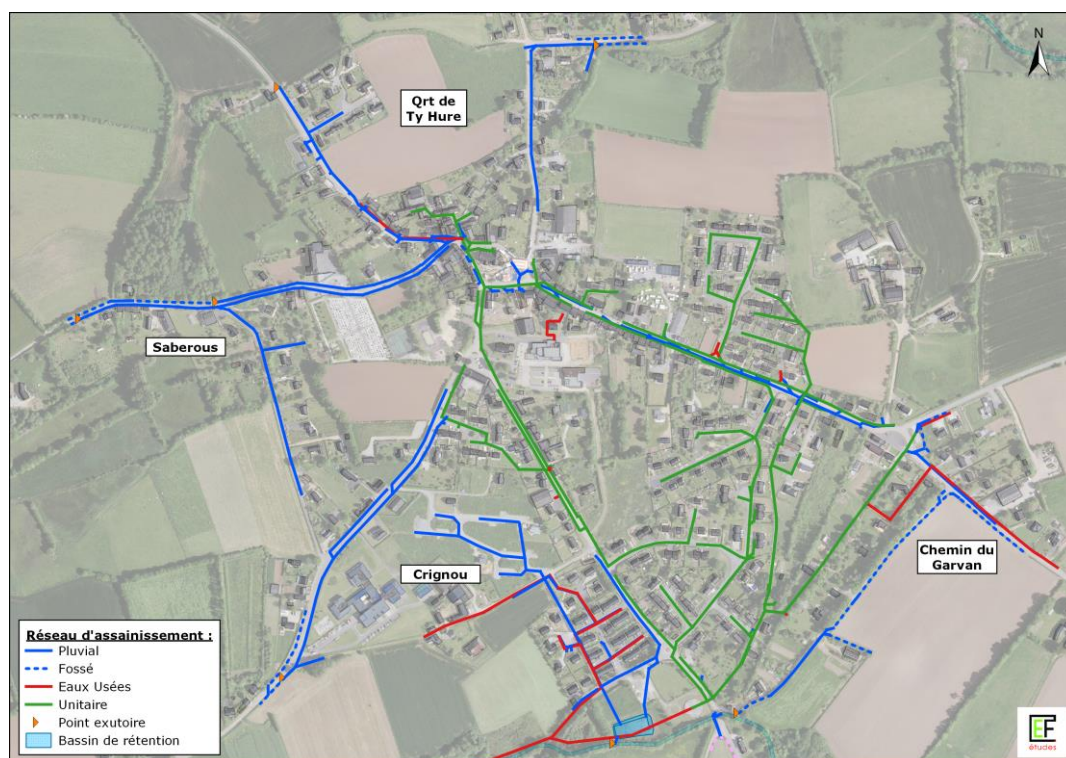 N
Qrt de
Ty Hure
Saberous
Crignou
Chemin du
Garvan
Réseau d'assainissement :
Pluvial
Fossé
Eaux Usées
Unitaire
Point exutoire
Bassin de rétention
EF
études